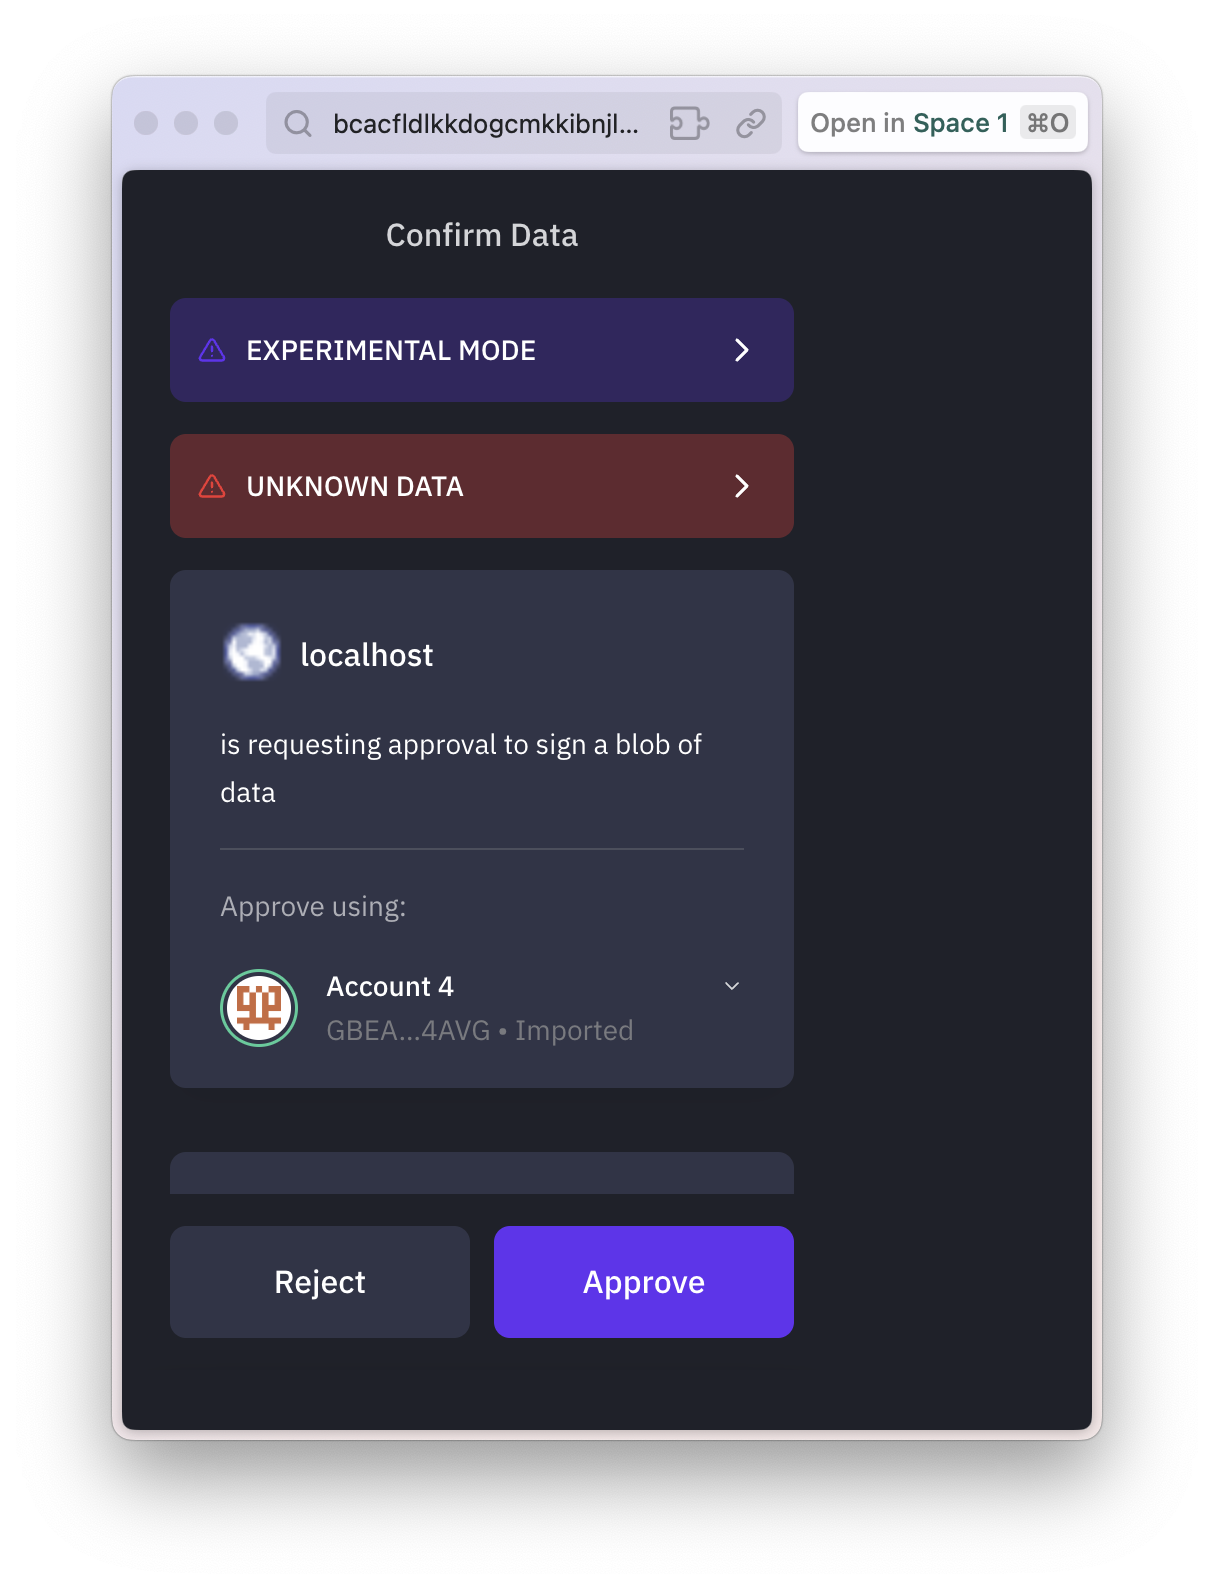 bcacfldlkkdogcmkkibnjl...
Open in Space 1 ⌘O
Confirm Data
EXPERIMENTAL MODE
UNKNOWN DATA
localhost
is requesting approval to sign a blob of
data
Approve using:
Account 4
GBEA...4AVG • Imported
Reject
Approve